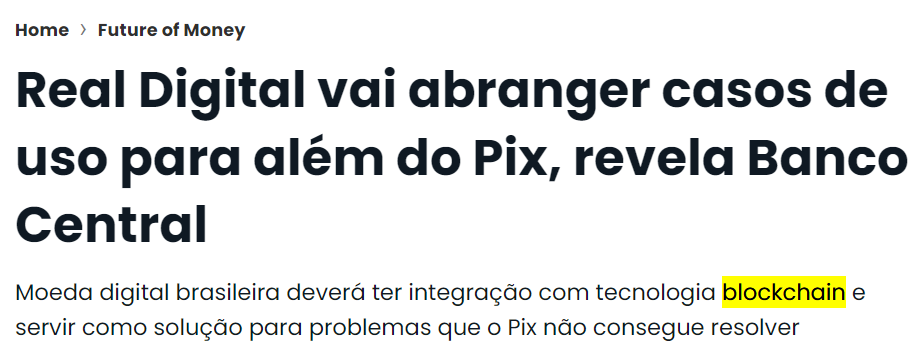 Home > Future of Money
Real Digital vai abranger casos de
uso para além do Pix, revela Banco
Central
Moeda digital brasileira deverá ter integração com tecnologia blockchain e
servir como solução para problemas que o Pix não consegue resolver